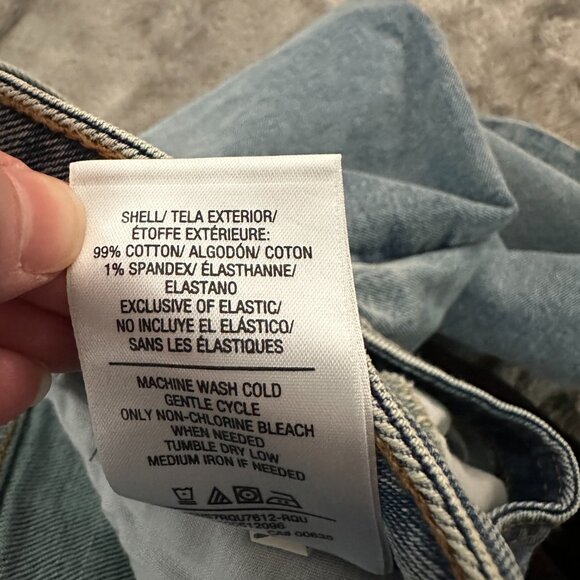 SHELL/ TELA EXTERIOR/
ÉTOFFE EXTÉRIEURE:
99% COTTON/ ALGODÓN/ COTON
1% SPANDEX/ ÉLASTHANNE/
ELASTANO
EXCLUSIVE OF ELASTIC/
NO INCLUYE EL ELÁSTICO/
SANS LES ÉLASTIQUES
MACHINE WASH COLD
GENTLE CYCLE
ONLY NON-CHLORINE BLEACH
WHEN NEEDED
TUMBLE DRY LOW
MEDIUM IRON IF NEEDED
CA# 00635